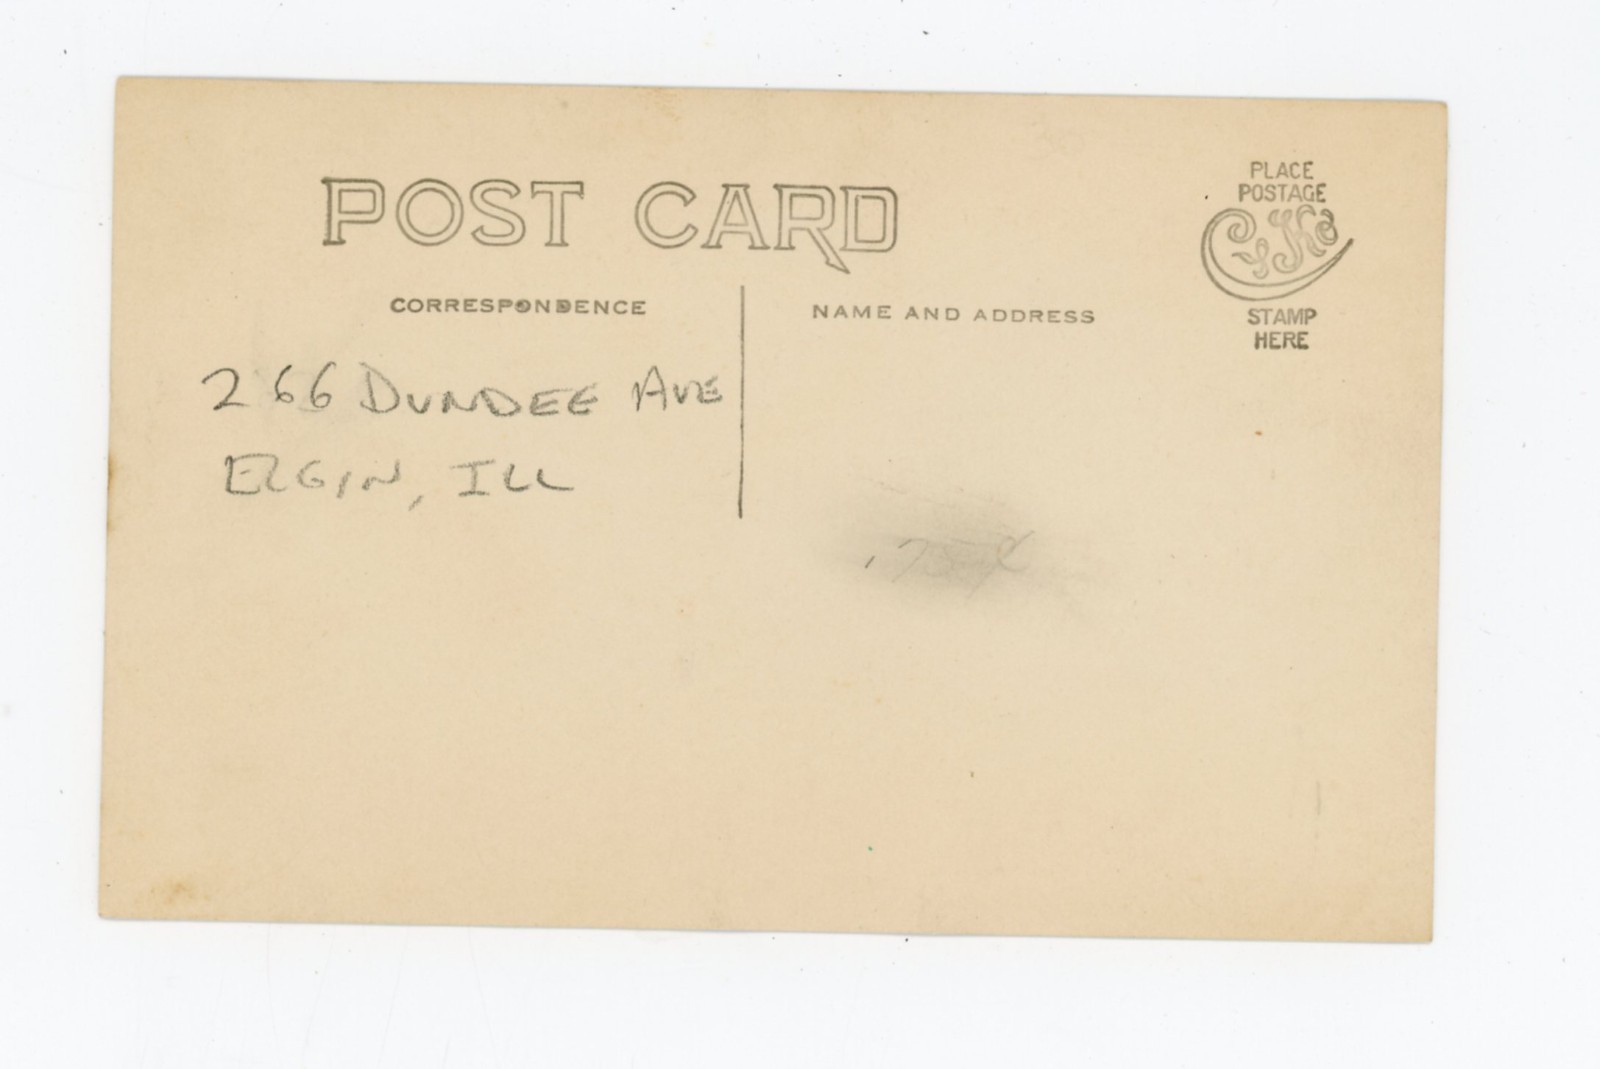 POST CARD
CORRESPONDENCE
NAME AND ADDRESS
PLACE
POSTAGE
STAMP
HERE
266 DUNDEE AVE
ELGIN, ILL